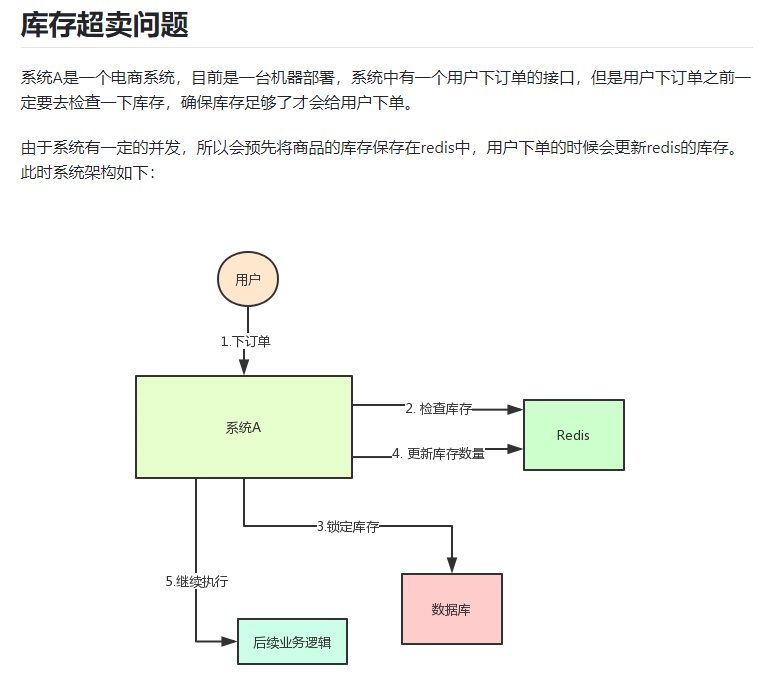 库存超卖问题
系统A是一个电商系统，目前是一台机器部署，系统中有一个用户下订单的接口，但是用户下订单之前一
定要去检查一下库存，确保库存足够了才会给用户下单。
由于系统有一定的并发，所以会预先将商品的库存保存在redis中，用户下单的时候会更新redis的库存。
此时系统架构如下：
用户
1.下订单
2. 检查库存
系统A
Redis
4. 更新库存数量
3.锁定库存
5.继续执行
数据库
后续业务逻辑